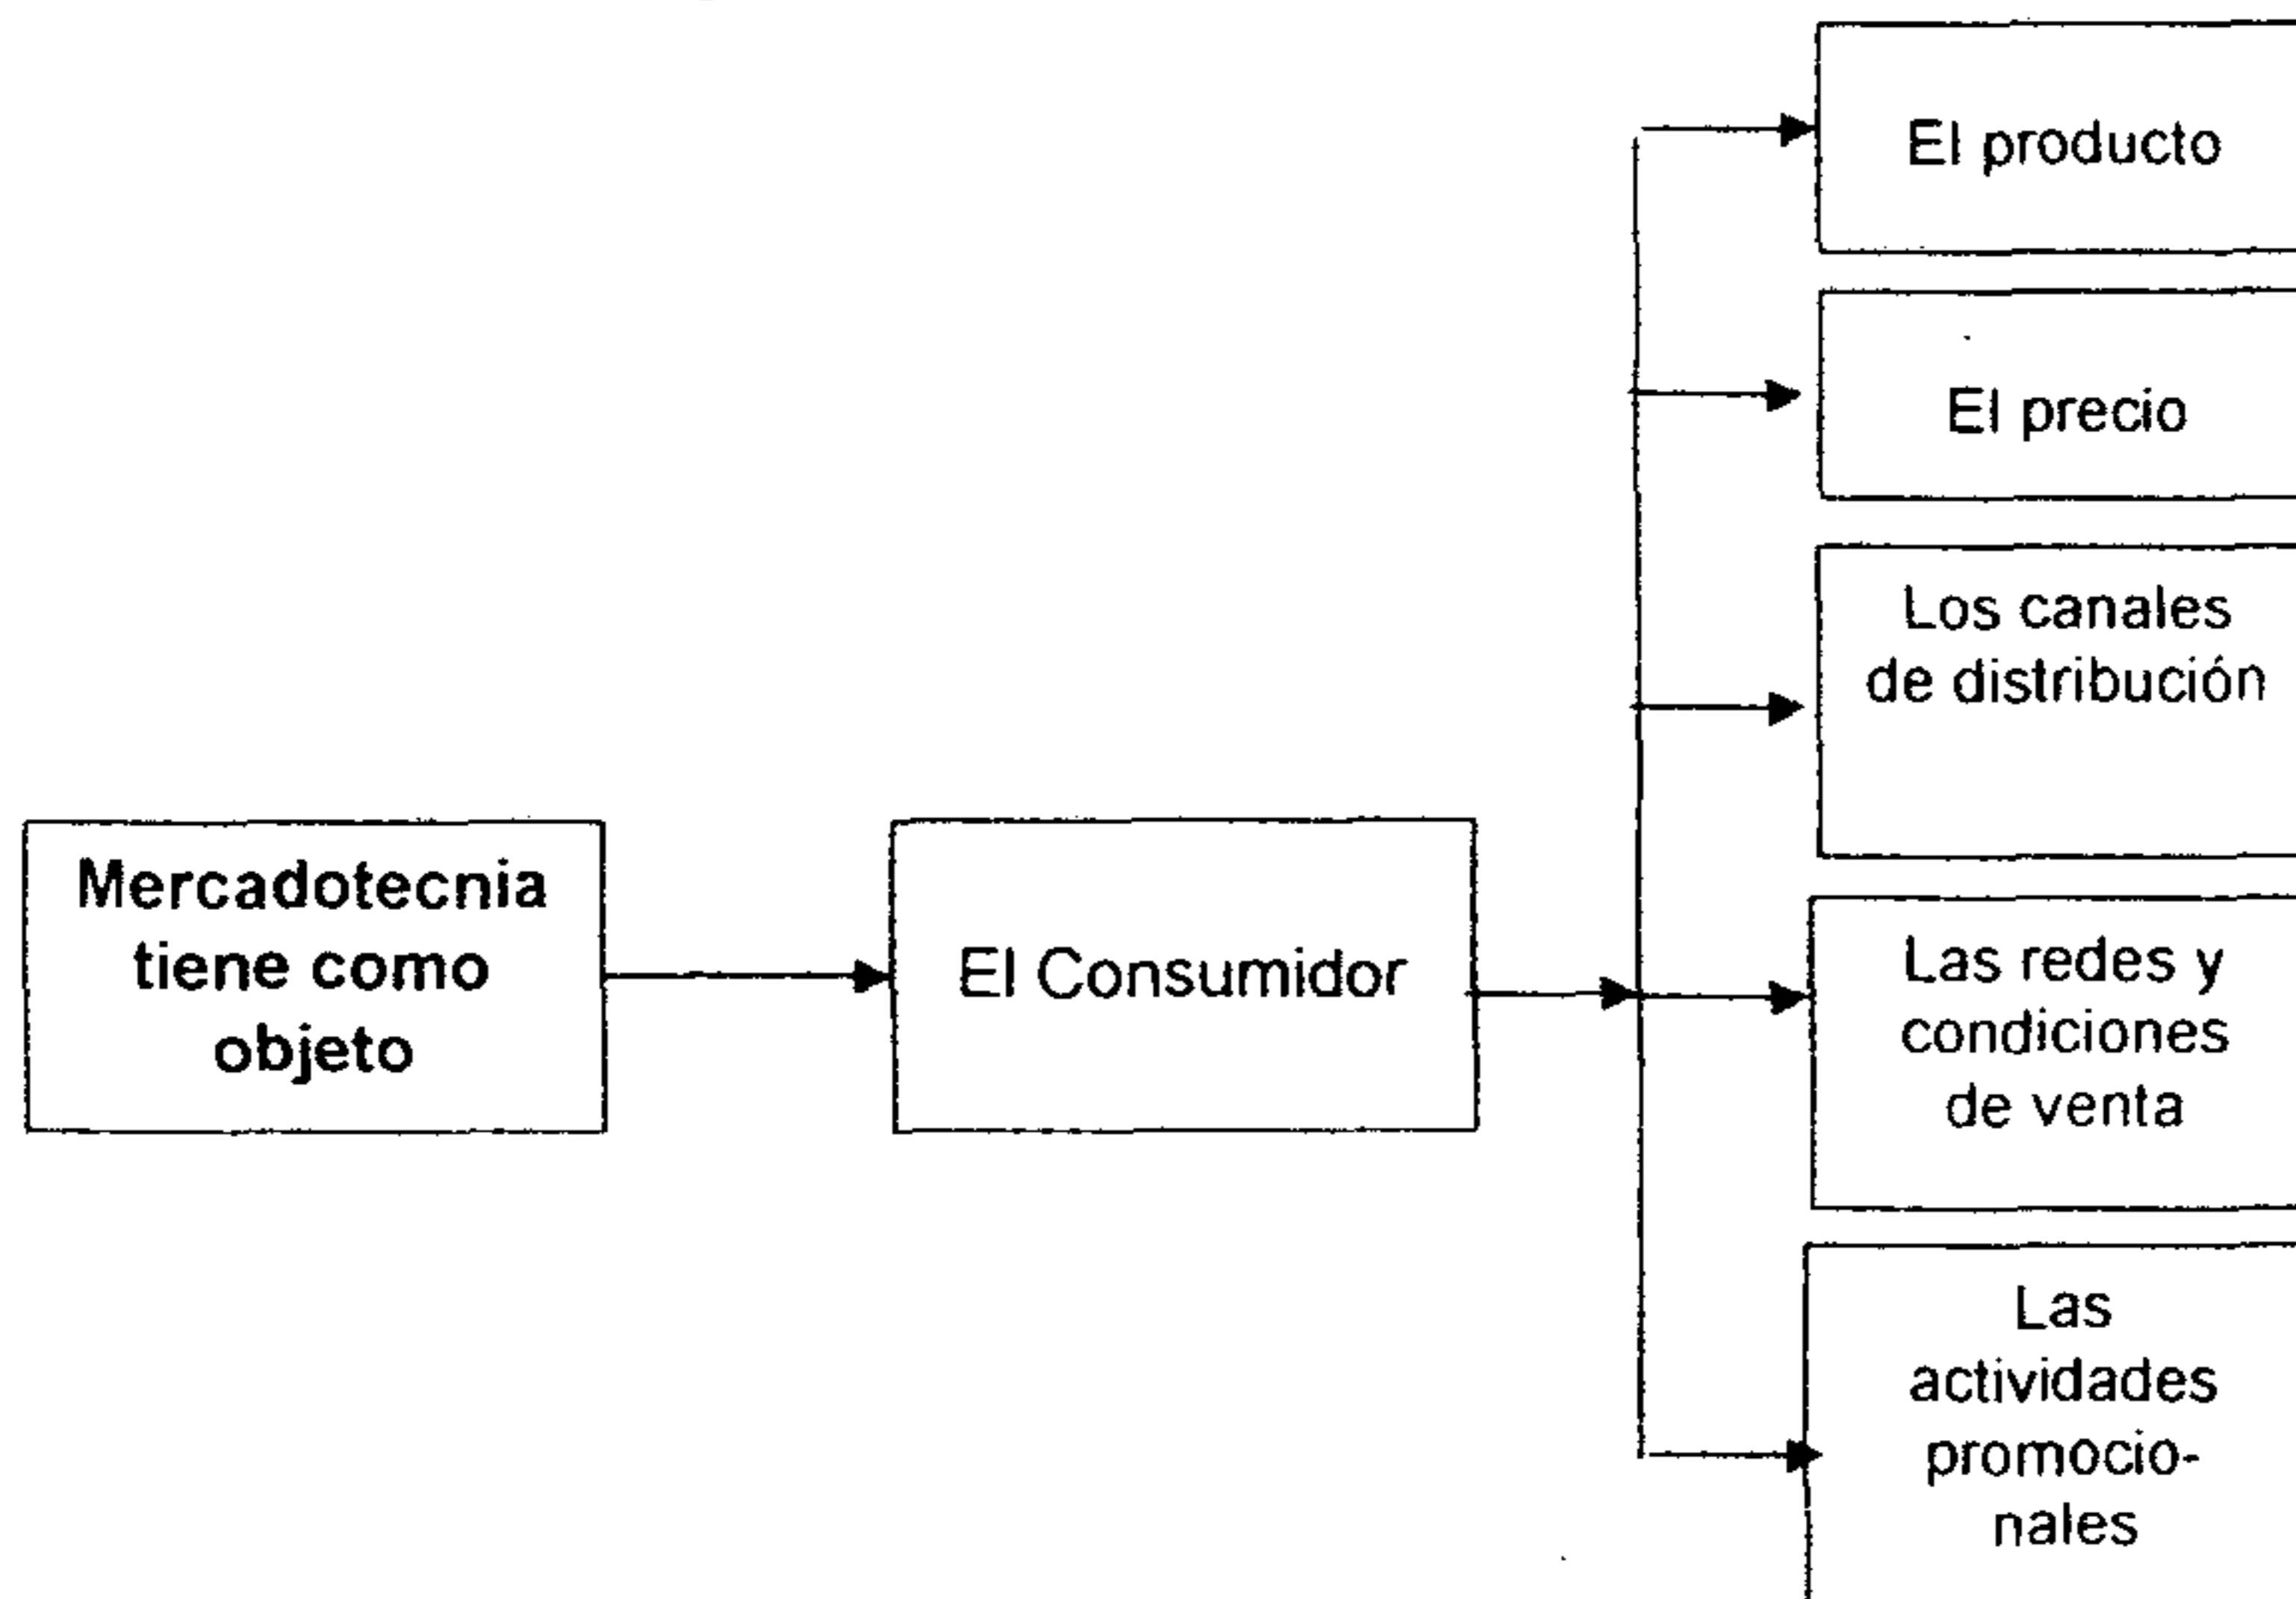 Mercadotecnia
tiene como
objeto
El Consumidor
El producto
El precio
Los canales
de distribución
Las redes y
condiciones
de venta
Las
actividades
promocio-
nales